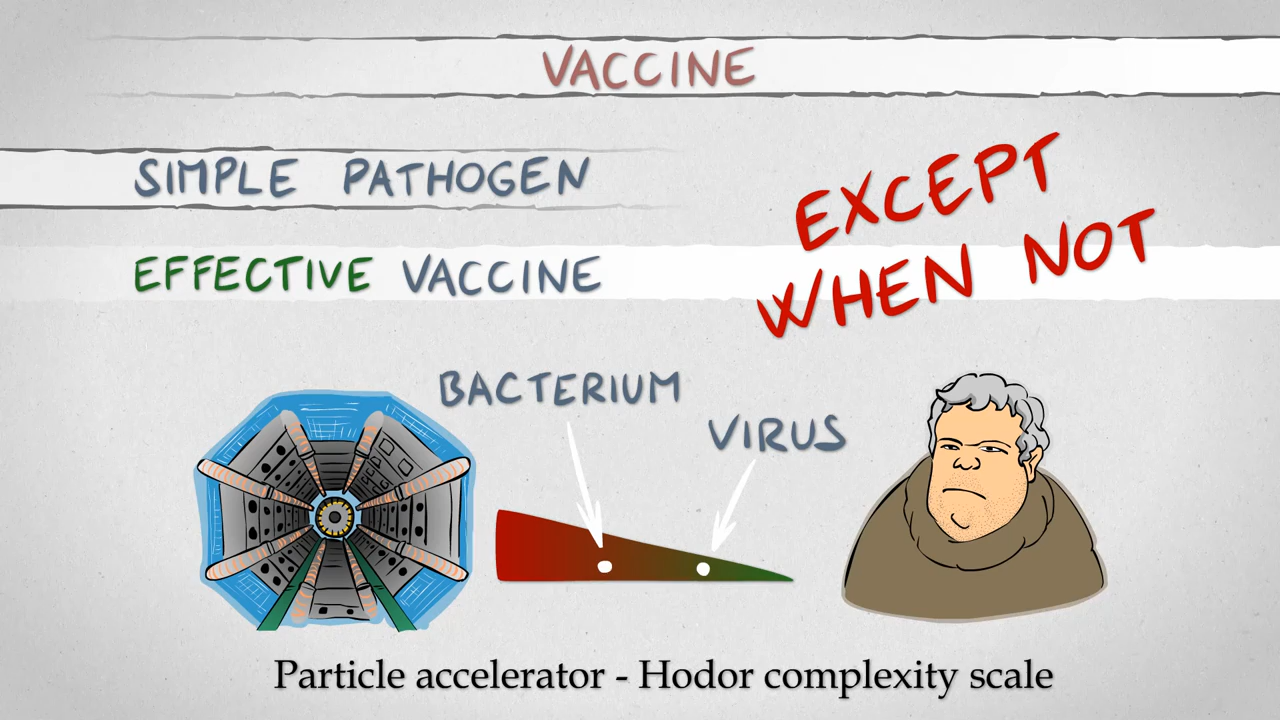 VACCINE
SIMPLE PATHOGEN
EFFECTIVE VACCINE
EXCEPT
WHEN NOT
BACTERIUM
VIRUS
Particle accelerator - Hodor complexity scale